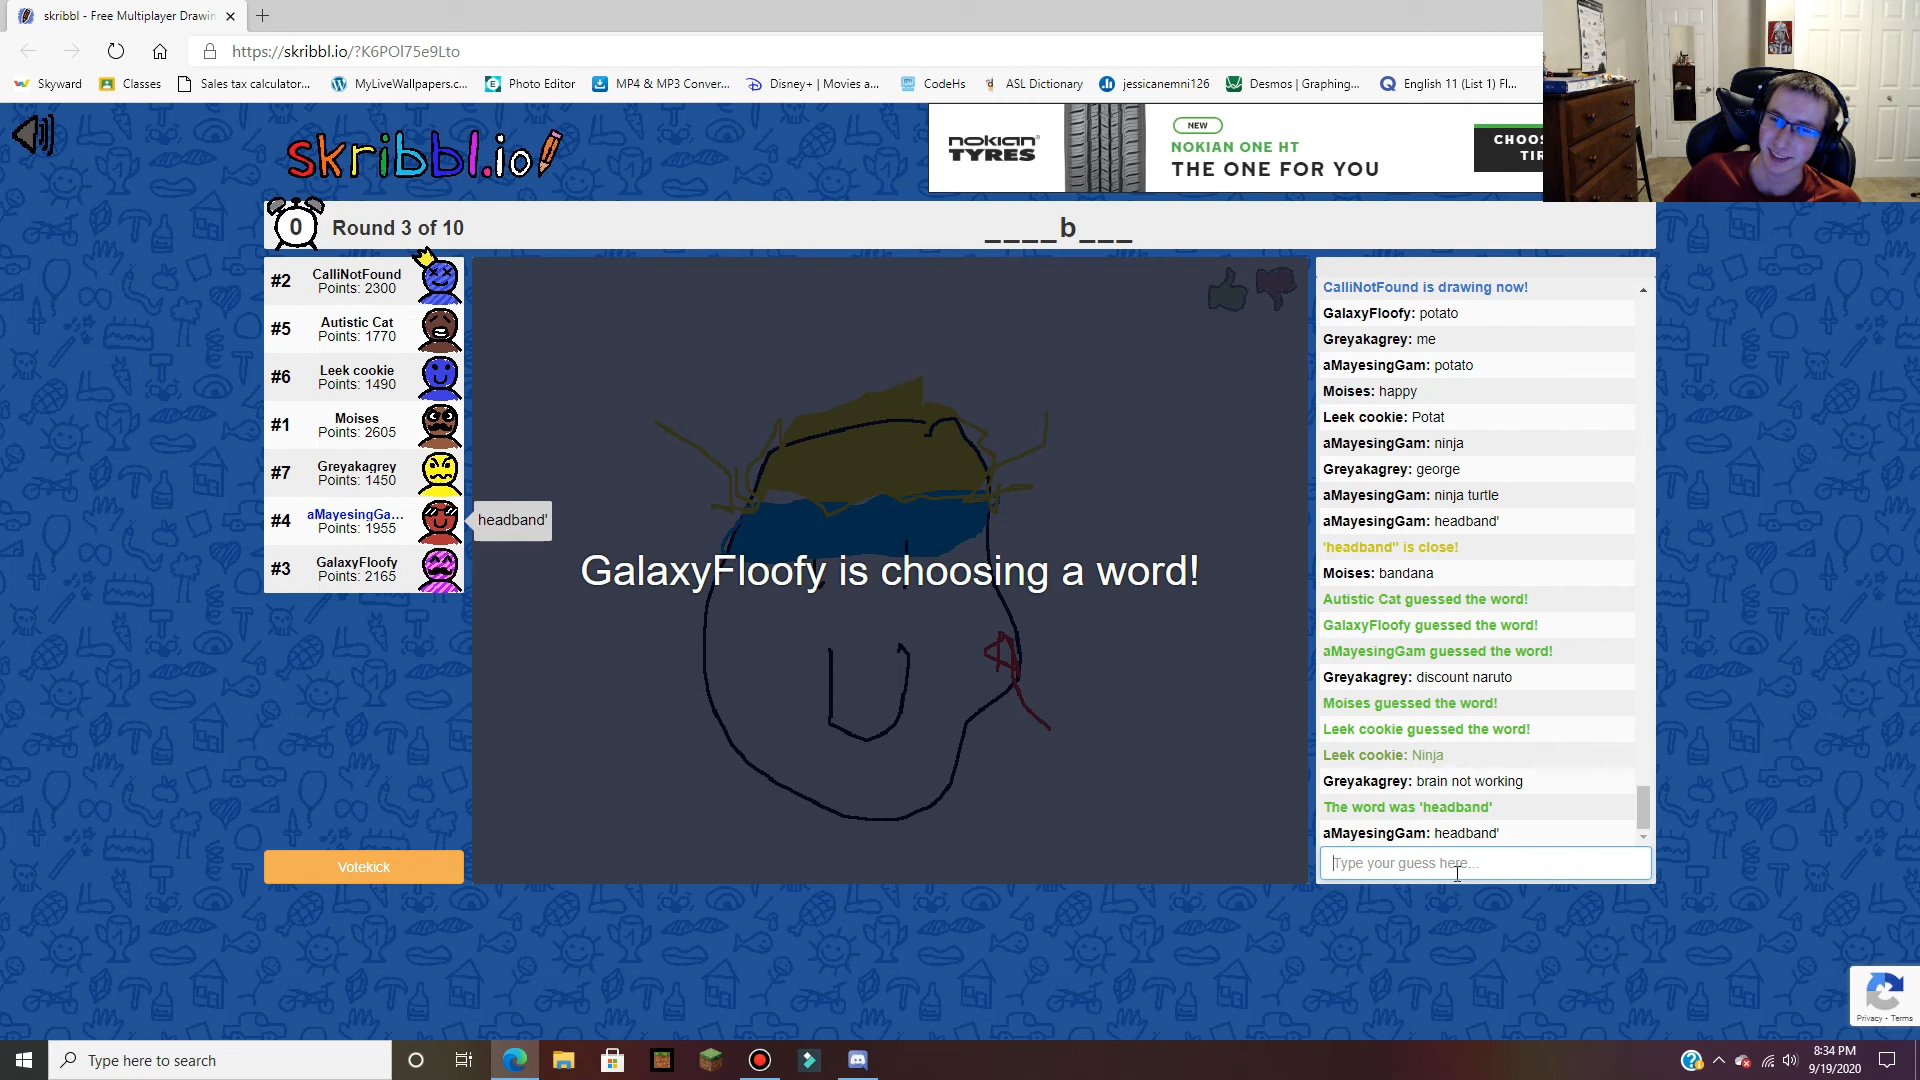 skribbl - Free Multiplayer Drawin
https://skribbl.io/?K6POl75e9Lto
Skyward
Classes
Sales tax calculator...
MyLiveWallpapers.c...
Photo Editor
MP4 & MP3 Conver...
Disney+ | Movies a...
CodeHs
ASL Dictionary
jessicanemni126
Desmos | Graphing...
English 11 (List 1) Fl...
skribbl.io
NOKIAN TYRES
NEW
NOKIAN ONE HT
THE ONE FOR YOU
CHOOS
TIR
0
Round 3 of 10
____b___
#2
CalliNotFound
Points: 2300
#5
Autistic Cat
Points: 1770
#6
Leek cookie
Points: 1490
#1
Moises
Points: 2605
#7
Greyakagrey
Points: 1450
#4
aMayesingGa...
Points: 1955
headband'
#3
GalaxyFloofy
Points: 2165
Votekick
GalaxyFloofy is choosing a word!
CalliNotFound is drawing now!
GalaxyFloofy: potato
Greyakagrey: me
aMayesingGam: potato
Moises: happy
Leek cookie: Potat
aMayesingGam: ninja
Greyakagrey: george
aMayesingGam: ninja turtle
aMayesingGam: headband'
'headband'' is close!
Moises: bandana
Autistic Cat guessed the word!
GalaxyFloofy guessed the word!
aMayesingGam guessed the word!
Greyakagrey: discount naruto
Moises guessed the word!
Leek cookie guessed the word!
Leek cookie: Ninja
Greyakagrey: brain not working
The word was 'headband'
aMayesingGam: headband'
Type your guess here...
Privacy - Terms
Type here to search
8:34 PM
9/19/2020